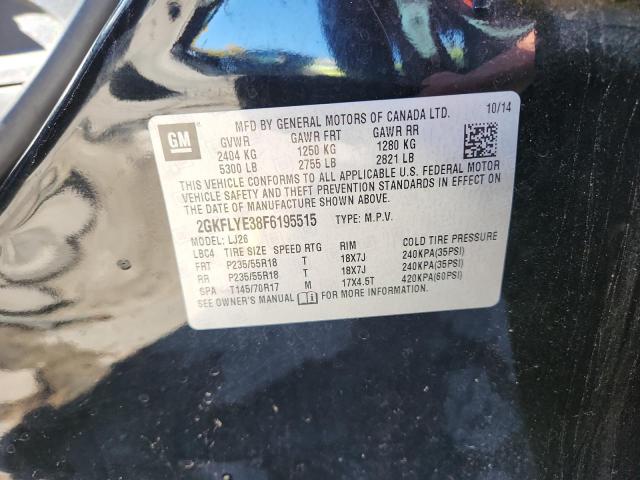 MFD BY GENERAL MOTORS OF CANADA LTD. 10/14
GM GVWR GAWR FRT GAWR RR
2404 KG 1250 KG 1280 KG
5300 LB 2755 LB 2821 LB
THIS VEHICLE CONFORMS TO ALL APPLICABLE U.S. FEDERAL MOTOR
VEHICLE SAFETY AND THEFT PREVENTION STANDARDS IN EFFECT ON
THE DATE OF MANUFACTURE SHOWN ABOVE.
2GKFLYE38F6195515 TYPE: M.P.V.
MODEL: LJ26
LBC4 TIRE SIZE SPEED RTG RIM COLD TIRE PRESSURE
FRT P235/55R18 T 18X7J 240KPA(35PSI)
RR P235/55R18 T 18X7J 240KPA(35PSI)
SPA T145/70R17 M 17X4.5T 420KPA(60PSI)
SEE OWNER'S MANUAL FOR MORE INFORMATION.